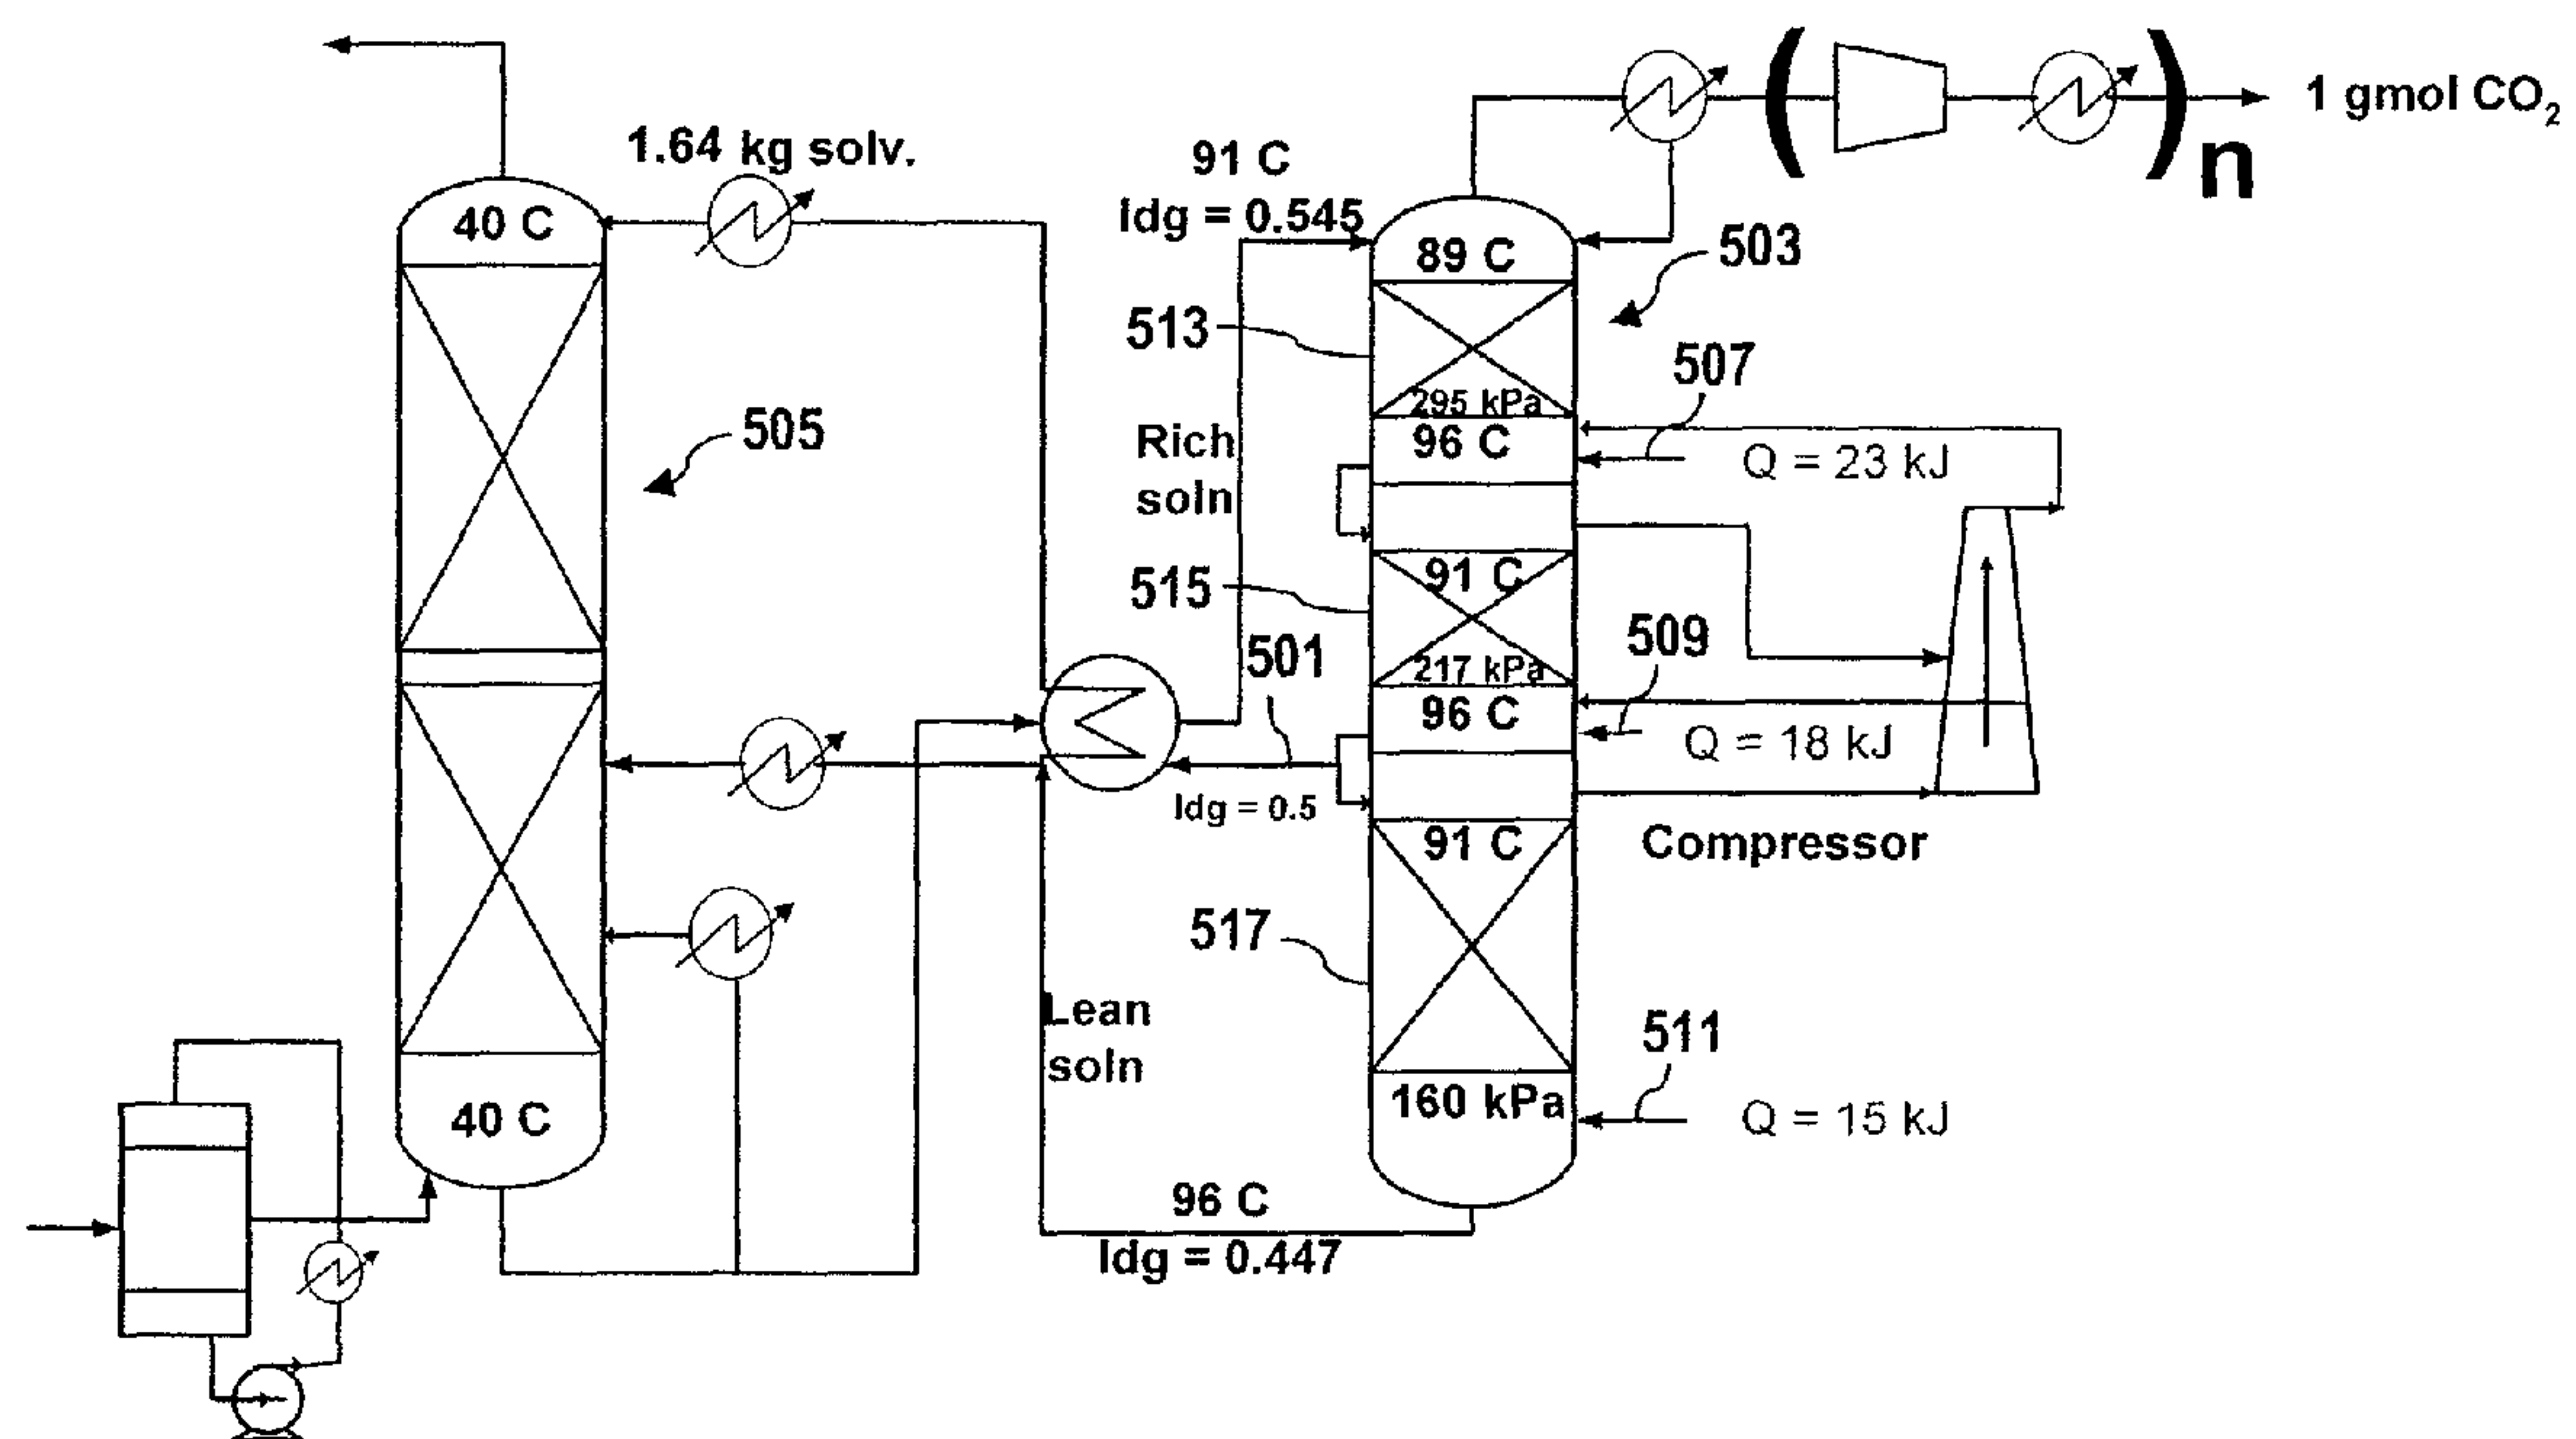 1 gmol CO2
n
1.64 kg solv.
91 C
ldg = 0.545
40 C
89 C
503
513
507
295 kPa
505
Rich
soln
96 C
Q = 23 kJ
91 C
515
509
501
217 kPa
96 C
Q = 18 kJ
ldg = 0.5
91 C
Compressor
517
Lean
soln
511
40 C
160 kPa
Q = 15 kJ
96 C
ldg = 0.447